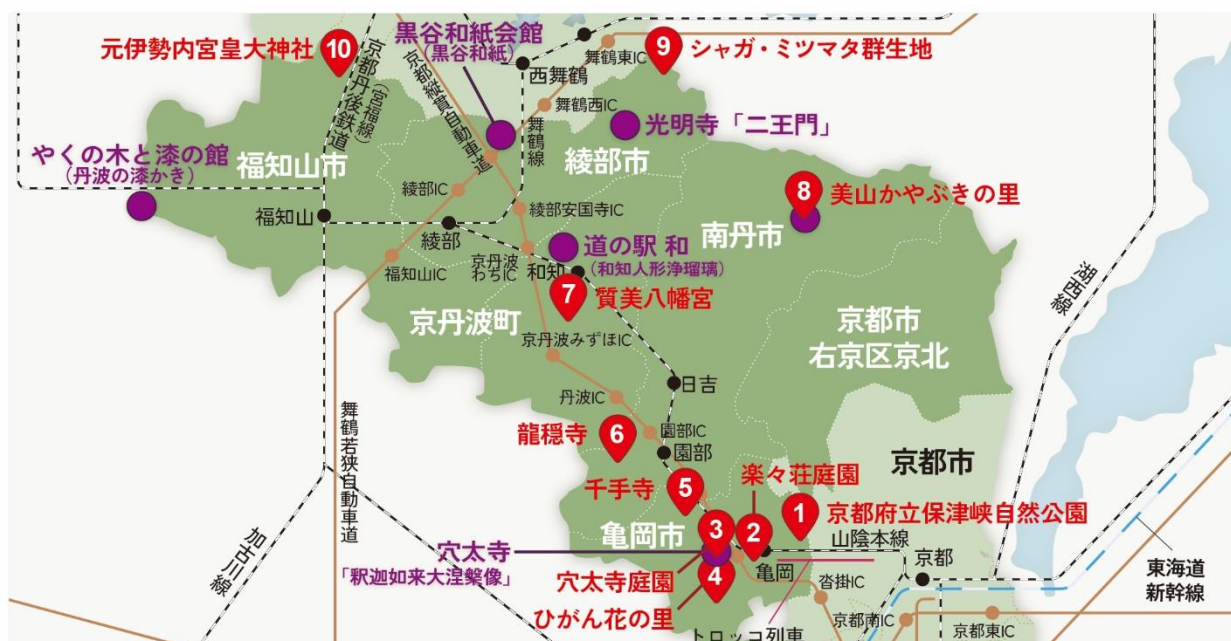 元伊勢内宮皇大神社
10
京都丹後鉄道
(宮福線)
京都縦貫自動車道
黒谷和紙会館
(黒谷和紙)
西舞鶴
舞鶴東IC
9
シャガ・ミツマタ群生地
舞鶴西IC
舞鶴線
光明寺「二王門」
やくの木と漆の館
(丹波の漆かき)
福知山市
綾部市
綾部IC
8
美山かやぶきの里
福知山
綾部
綾部安国寺IC
南丹市
福知山IC
京丹波
わちIC
和知
道の駅 和
(和知人形浄瑠璃)
湖西線
7
質美八幡宮
京丹波町
京都市
右京区京北
京丹波みずほIC
日吉
丹波IC
舞鶴若狭自動車道
龍穏寺
6
園部IC
園部
京都市
千手寺
5
楽々荘庭園
1
京都府立保津峡自然公園
亀岡市
3
2
山陰本線
加古川線
穴太寺
「釈迦如来大涅槃像」
穴太寺庭園
4
亀岡
京都
東海道
新幹線
ひがん花の里
沓掛IC
トロッコ列車
京都南IC
京都東IC